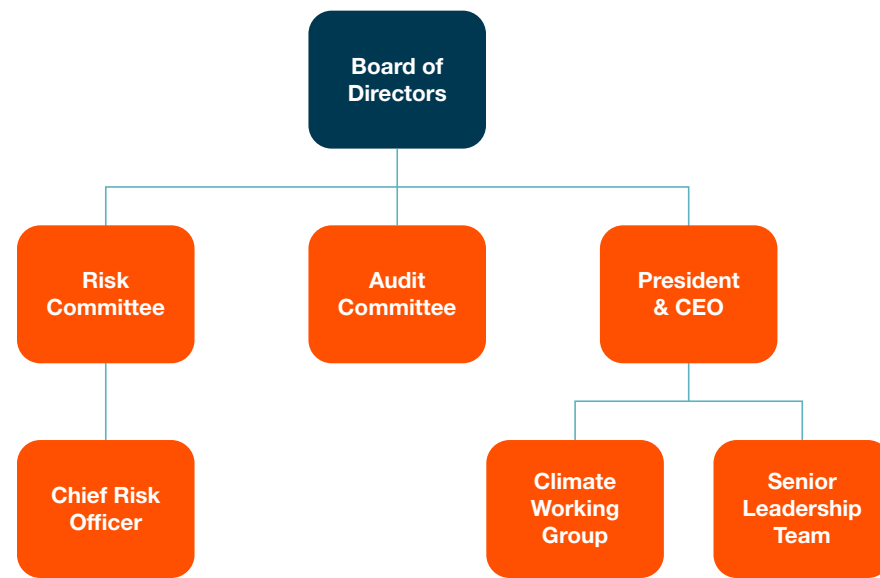 Board of
Directors
Risk
Committee
Audit
Committee
President
& CEO
Chief Risk
Officer
Climate
Working
Group
Senior
Leadership
Team